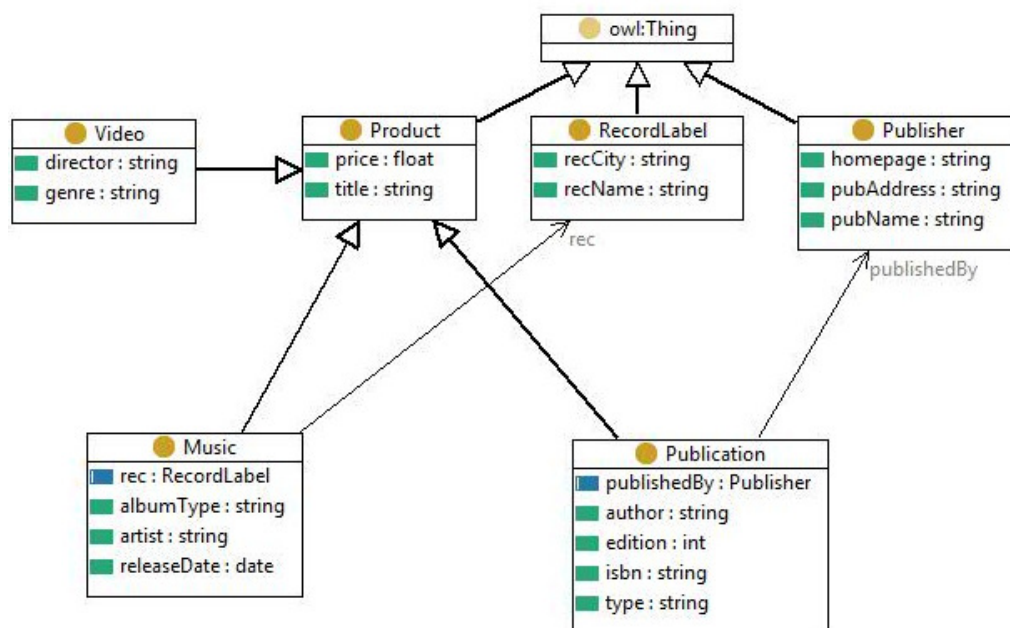 owl:Thing
Video
director : string
genre : string
Product
price : float
title : string
RecordLabel
recCity : string
recName : string
Publisher
homepage : string
pubAddress : string
pubName : string
rec
publishedBy
Music
rec : RecordLabel
albumType : string
artist : string
releaseDate : date
Publication
publishedBy : Publisher
author : string
edition : int
isbn : string
type : string